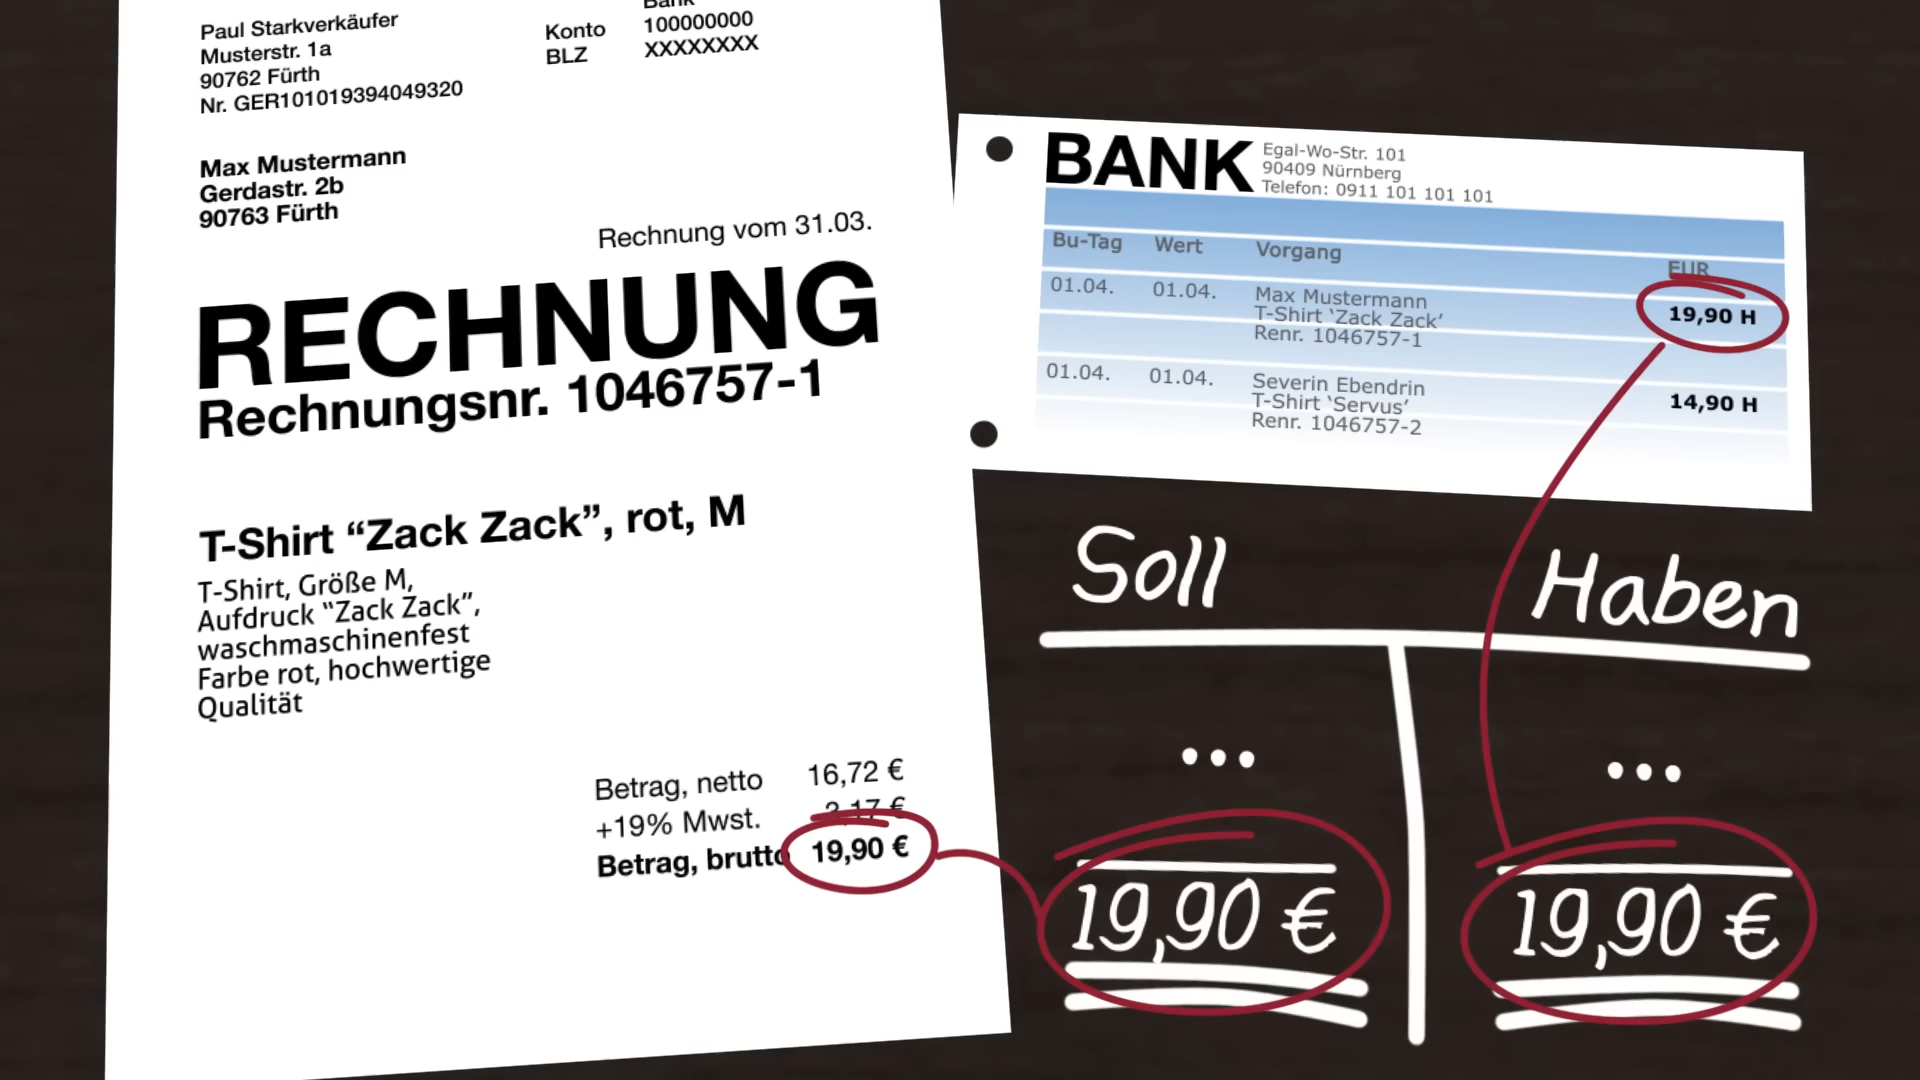 Paul Starkverkäufer
Musterstr. 1a
90762 Fürth
Nr. GER101019394049320
Bank
Konto 100000000
BLZ XXXXXXXX
Max Mustermann
Gerdastr. 2b
90763 Fürth
Rechnung vom 31.03.
RECHNUNG
Rechnungsnr. 1046757-1
T-Shirt “Zack Zack”, rot, M
T-Shirt, Größe M,
Aufdruck “Zack Zack”,
waschmaschinenfest
Farbe rot, hochwertige
Qualität
Betrag, netto 16,72 €
+19% Mwst. 3,17 €
Betrag, brutto 19,90 €
BANK
Egal-Wo-Str. 101
90409 Nürnberg
Telefon: 0911 101 101 101
Bu-Tag Wert Vorgang EUR
01.04. 01.04. Max Mustermann 19,90 H
T-Shirt ‘Zack Zack’
Renr. 1046757-1
01.04. 01.04. Severin Ebendrin 14,90 H
T-Shirt ‘Servus’
Renr. 1046757-2
Soll Haben
... ...
19,90 € 19,90 €